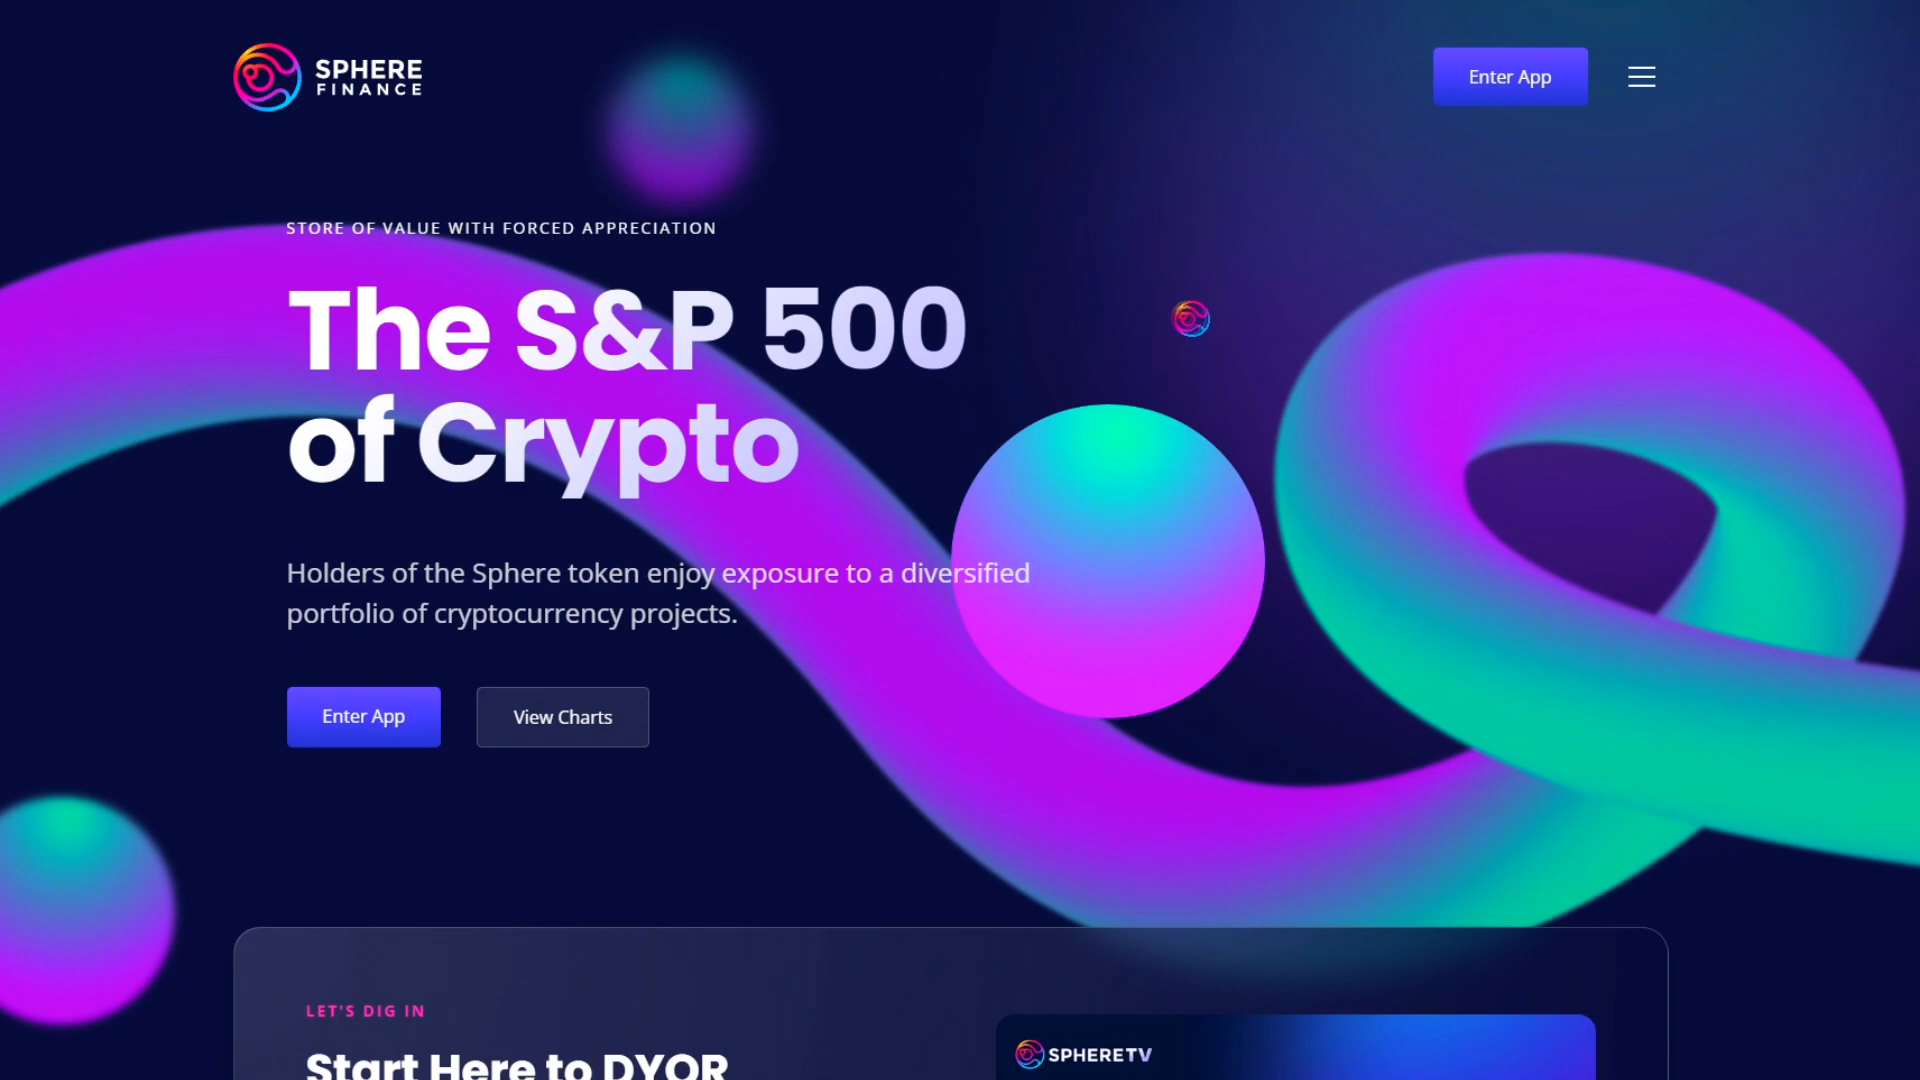 SPHERE
FINANCE
Enter App
STORE OF VALUE WITH FORCED APPRECIATION
The S&P 500
of Crypto
Holders of the Sphere token enjoy exposure to a diversified
portfolio of cryptocurrency projects.
Enter App
View Charts
LET'S DIG IN
Start Here to DYOR
SPHERETV